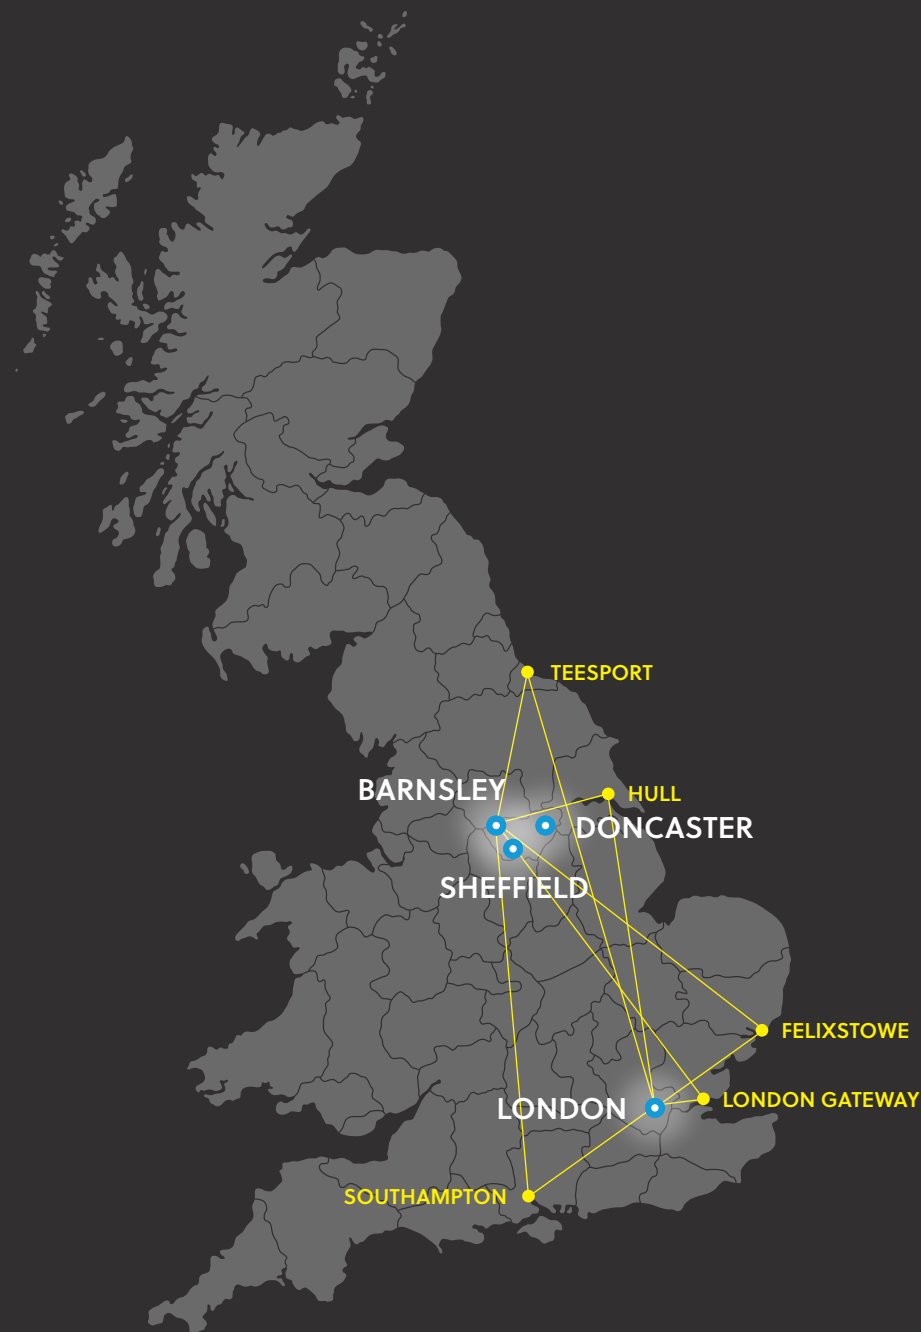 TEESPORT
BARNSLEY
HULL
DONCASTER
SHEFFIELD
FELIXSTOWE
LONDON GATEWAY
LONDON
SOUTHAMPTON